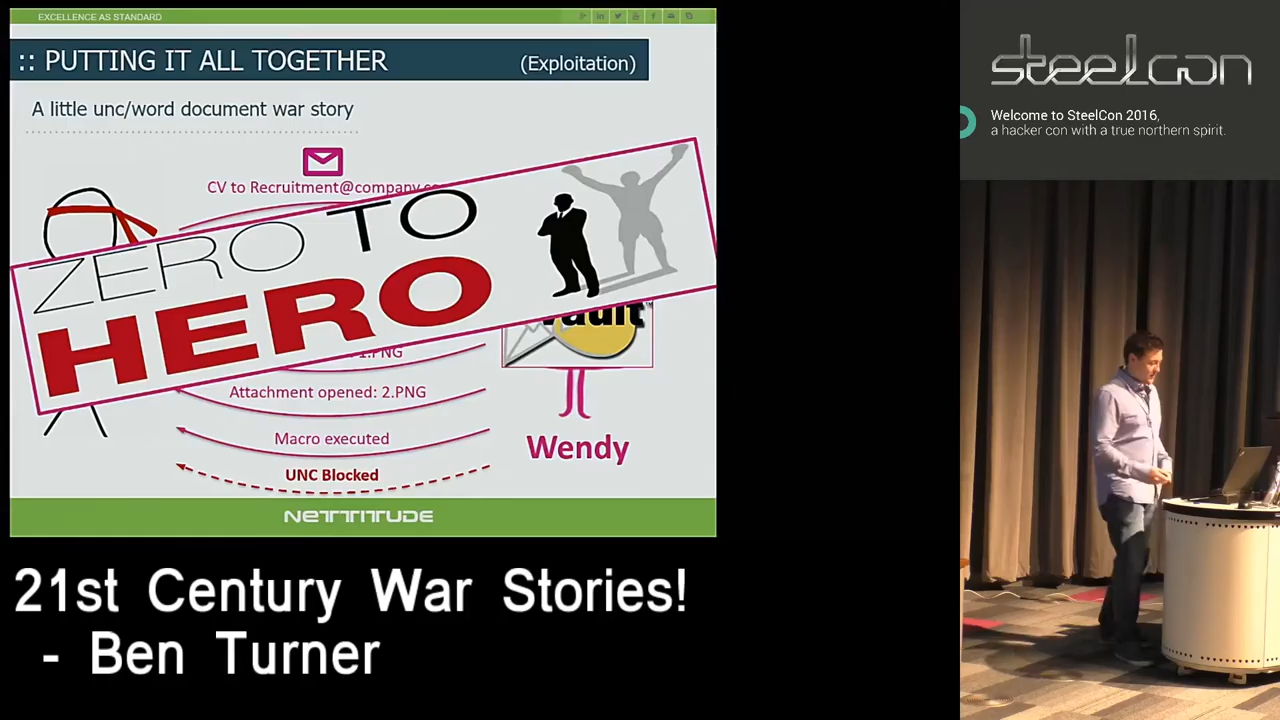 EXCELLENCE AS STANDARD
:: PUTTING IT ALL TOGETHER
(Exploitation)
A little unc/word document war story
CV to Recruitment@company
ZERO TO
HERO
1.PNG
Attachment opened: 2.PNG
Macro executed
UNC Blocked
Wendy
NETTITUDE
21st Century War Stories!
- Ben Turner
steelcon
Welcome to SteelCon 2016,
a hacker con with a true northern spirit.